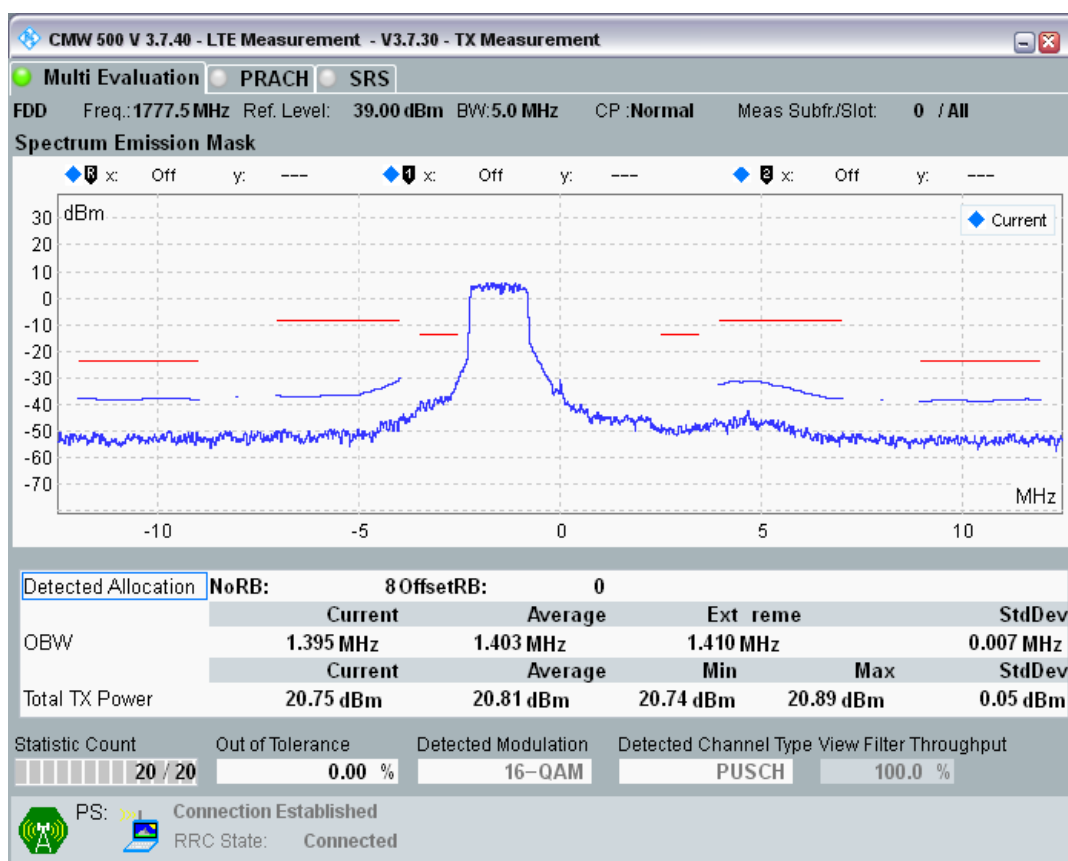 CMW 500 V 3.7.40 - LTE Measurement - V3.7.30 - TX Measurement
Multi Evaluation PRACH SRS
FDD Freq.: 1777.5 MHz Ref. Level: 39.00 dBm BW: 5.0 MHz CP : Normal Meas Subfr./Slot: 0 / All
Spectrum Emission Mask
R x: Off y: --- 1 x: Off y: --- 2 x: Off y: ---
dBm
Current
30
20
10
0
-10
-20
-30
-40
-50
-60
-70
MHz
-10 -5 0 5 10
Detected Allocation NoRB: 8 OffsetRB: 0
Current Average Ext reme StdDev
OBW 1.395 MHz 1.403 MHz 1.410 MHz 0.007 MHz
Current Average Min Max StdDev
Total TX Power 20.75 dBm 20.81 dBm 20.74 dBm 20.89 dBm 0.05 dBm
Statistic Count Out of Tolerance Detected Modulation Detected Channel Type View Filter Throughput
20 / 20 0.00 % 16-QAM PUSCH 100.0 %
PS: Connection Established
RRC State: Connected